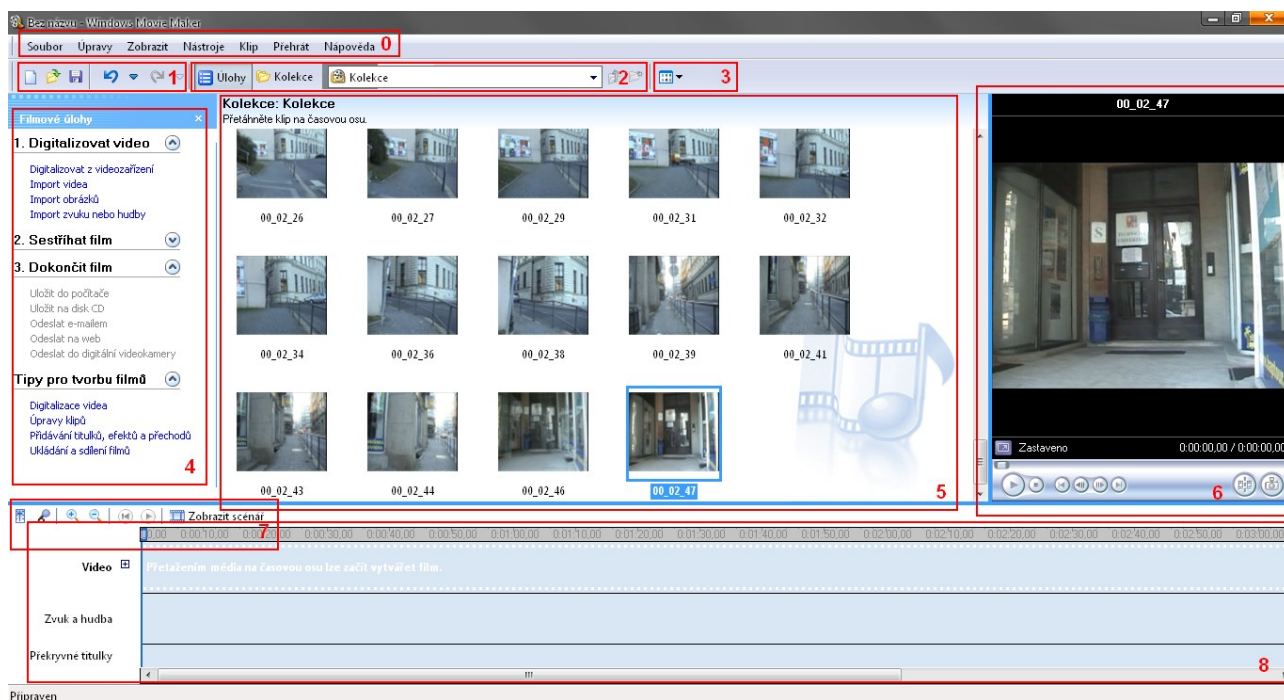 Bez názvu - Windows Movie Maker
Soubor Úpravy Zobrazit Nástroje Klip Přehrát Nápověda 0
1 Úlohy Kolekce Kolekce 2 3
Filmové úlohy
1. Digitalizovat video
Digitalizovat z videozařízení
Import videa
Import obrázků
Import zvuku nebo hudby
2. Sestříhat film
3. Dokončit film
Uložit do počítače
Uložit na disk CD
Odeslat e-mailem
Odeslat na web
Odeslat do digitální videokamery
Tipy pro tvorbu filmů
Digitalizace videa
Úpravy klipů
Přidávání titulků, efektů a přechodů
Ukládání a sdílení filmů
4
Kolekce: Kolekce
Přetáhněte klip na časovou osu.
00_02_26 00_02_27 00_02_29 00_02_31 00_02_32
00_02_34 00_02_36 00_02_38 00_02_39 00_02_41
00_02_43 00_02_44 00_02_46 00_02_47
5
00_02_47
Zastaveno 0:00:00,00 / 0:00:00,00
6
Zobrazit scénář
7
0:00 0:00:10,00 0:00:20,00 0:00:30,00 0:00:40,00 0:00:50,00 0:01:00,00 0:01:10,00 0:01:20,00 0:01:30,00 0:01:40,00 0:01:50,00 0:02:00,00 0:02:10,00 0:02:20,00 0:02:30,00 0:02:40,00 0:02:50,00 0:03:00,00
Video Přetažením média na časovou osu lze začít vytvářet film.
Zvuk a hudba
Překryvné titulky
8
Připraven